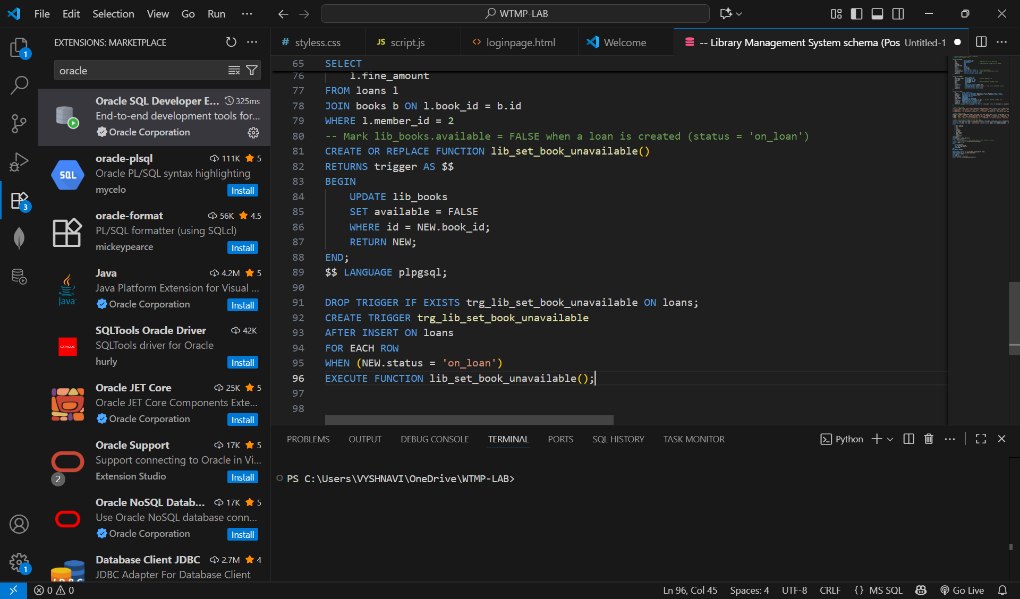 File Edit Selection View Go Run ··· WTMP-LAB
EXTENSIONS: MARKETPLACE
oracle
Oracle SQL Developer E... 325ms
End-to-end development tools for...
Oracle Corporation
oracle-plsql 111K 5
Oracle PL/SQL syntax highlighting
mycelo Install
oracle-format 56K 4.5
PL/SQL formatter (using SQLcl)
mickeypearce Install
Java 4.2M 5
Java Platform Extension for Visual ...
Oracle Corporation Install
SQLTools Oracle Driver 42K
SQLTools driver for Oracle
hurly Install
Oracle JET Core 25K 5
Oracle JET Core Components Exte...
Oracle Corporation Install
Oracle Support 17K 5
Support connecting to Oracle in Vi...
Extension Studio Install
Oracle NoSQL Datab... 17K 5
Use Oracle NoSQL database conn...
Oracle Corporation Install
Database Client JDBC 2.7M 4
JDBC Adapter For Database Client
# styless.css JS script.js <> loginpage.html Welcome -- Library Management System schema (Pos Untitled-1
65 SELECT
76 l.fine_amount
77 FROM loans l
78 JOIN books b ON l.book_id = b.id
79 WHERE l.member_id = 2
80 -- Mark lib_books.available = FALSE when a loan is created (status = 'on_loan')
81 CREATE OR REPLACE FUNCTION lib_set_book_unavailable()
82 RETURNS trigger AS $$
83 BEGIN
84 UPDATE lib_books
85 SET available = FALSE
86 WHERE id = NEW.book_id;
87 RETURN NEW;
88 END;
89 $$ LANGUAGE plpgsql;
90
91 DROP TRIGGER IF EXISTS trg_lib_set_book_unavailable ON loans;
92 CREATE TRIGGER trg_lib_set_book_unavailable
93 AFTER INSERT ON loans
94 FOR EACH ROW
95 WHEN (NEW.status = 'on_loan')
96 EXECUTE FUNCTION lib_set_book_unavailable();
97
98
PROBLEMS OUTPUT DEBUG CONSOLE TERMINAL PORTS SQL HISTORY TASK MONITOR Python
PS C:\Users\VYSHNAVI\OneDrive\WTMP-LAB>
0 0 Ln 96, Col 45 Spaces: 4 UTF-8 CRLF {} MS SQL Go Live